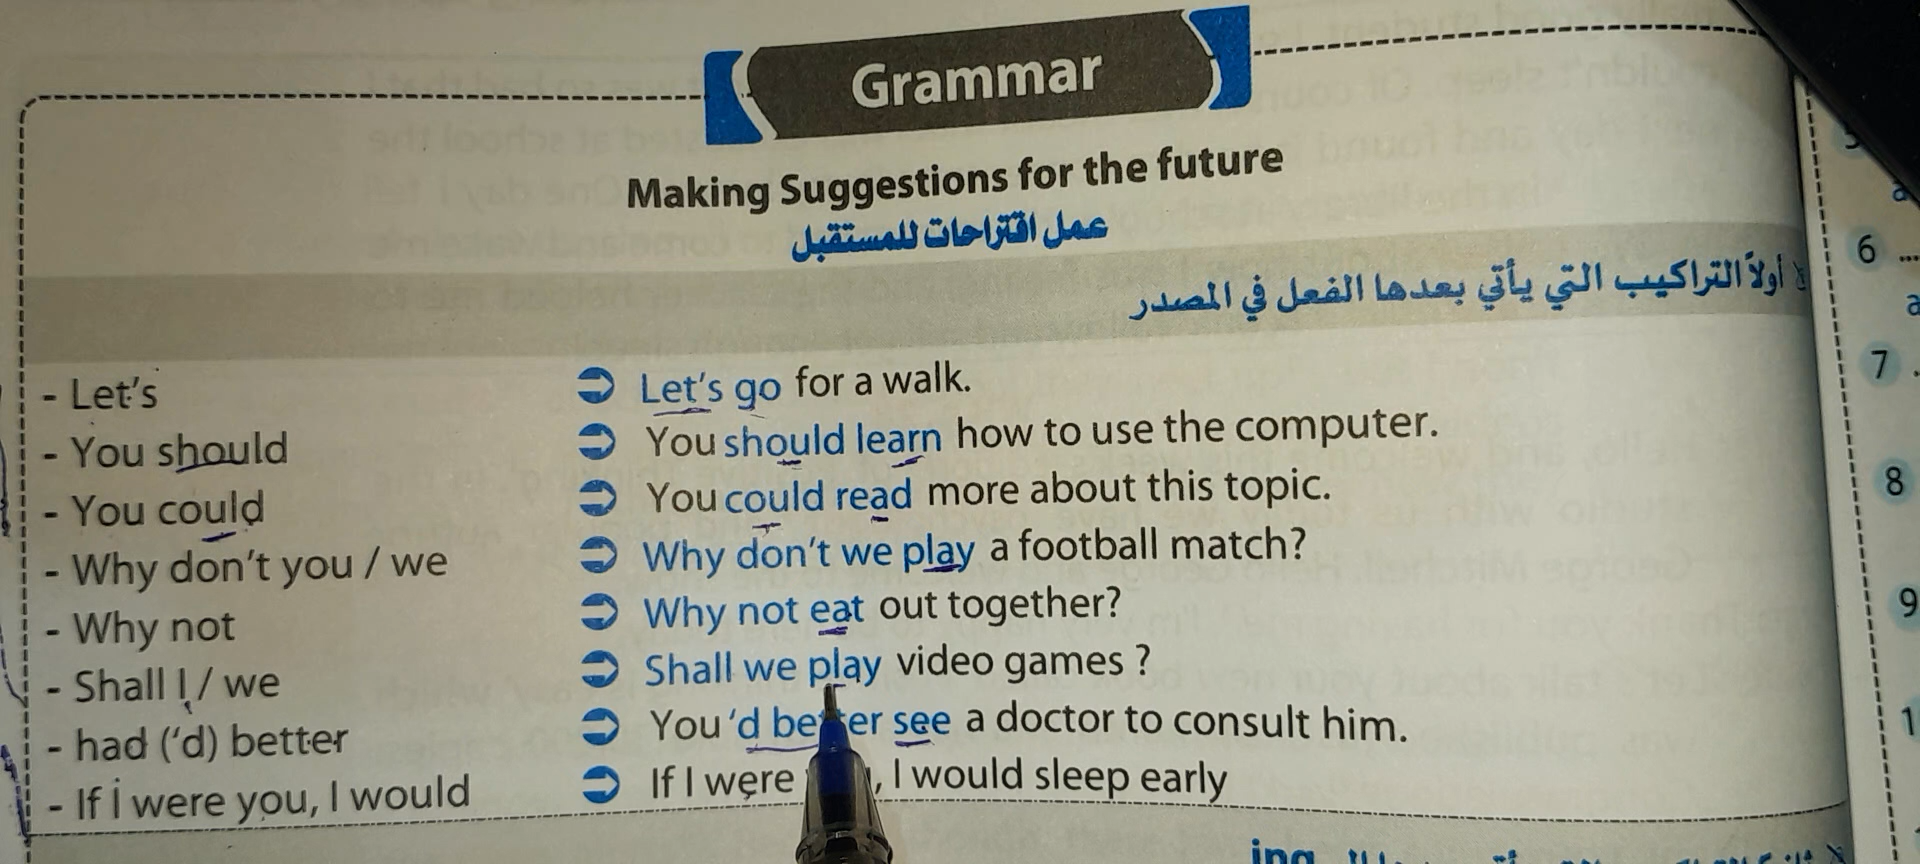 Grammar
Making Suggestions for the future
عمل اقتراحات للمستقبل
أولاً التراكيب التي يأتي بعدها الفعل في المصدر
- Let's Let's go for a walk.
- You should You should learn how to use the computer.
- You could You could read more about this topic.
- Why don't you / we Why don't we play a football match?
- Why not Why not eat out together?
- Shall I / we Shall we play video games ?
- had ('d) better You 'd better see a doctor to consult him.
- If I were you, I would If I were , I would sleep early
ing
6 ...
7 .
8
9
1